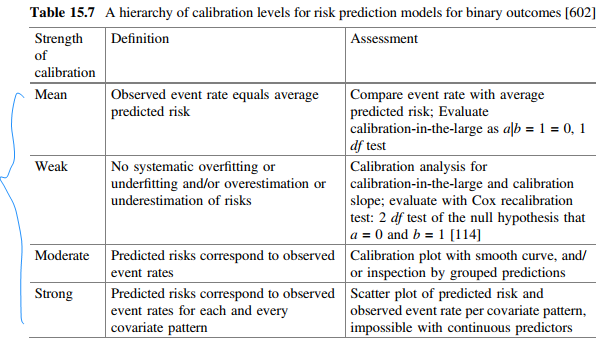 Table 15.7 A hierarchy of calibration levels for risk prediction models for binary outcomes [602]
Strength
of
calibration
Definition
Assessment
Mean
Observed event rate equals average
predicted risk
Compare event rate with average
predicted risk; Evaluate
calibration-in-the-large as a|b = 1 = 0, 1
df test
Weak
No systematic overfitting or
underfitting and/or overestimation or
underestimation of risks
Calibration analysis for
calibration-in-the-large and calibration
slope; evaluate with Cox recalibration
test: 2 df test of the null hypothesis that
a = 0 and b = 1 [114]
Moderate
Predicted risks correspond to observed
event rates
Calibration plot with smooth curve, and/
or inspection by grouped predictions
Strong
Predicted risks correspond to observed
event rates for each and every
covariate pattern
Scatter plot of predicted risk and
observed event rate per covariate pattern,
impossible with continuous predictors